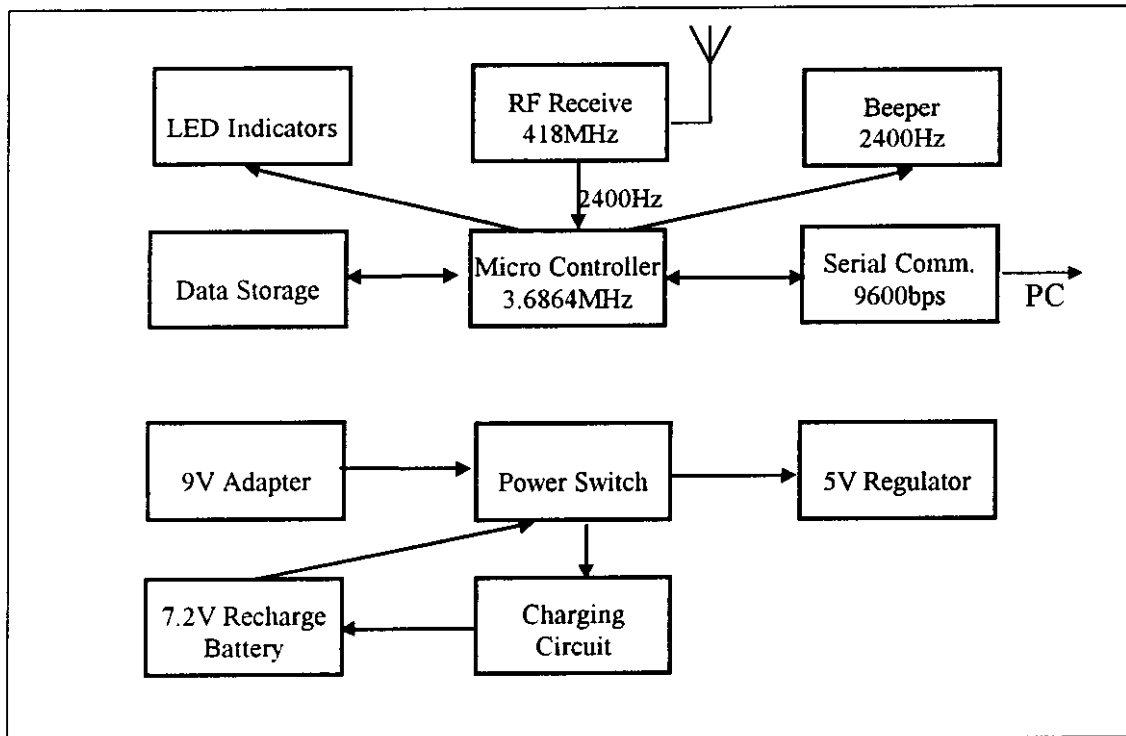 LED Indicators
RF Receive
418MHz
Beeper
2400Hz
2400Hz
Data Storage
Micro Controller
3.6864MHz
Serial Comm.
9600bps
PC
9V Adapter
Power Switch
5V Regulator
7.2V Recharge
Battery
Charging
Circuit